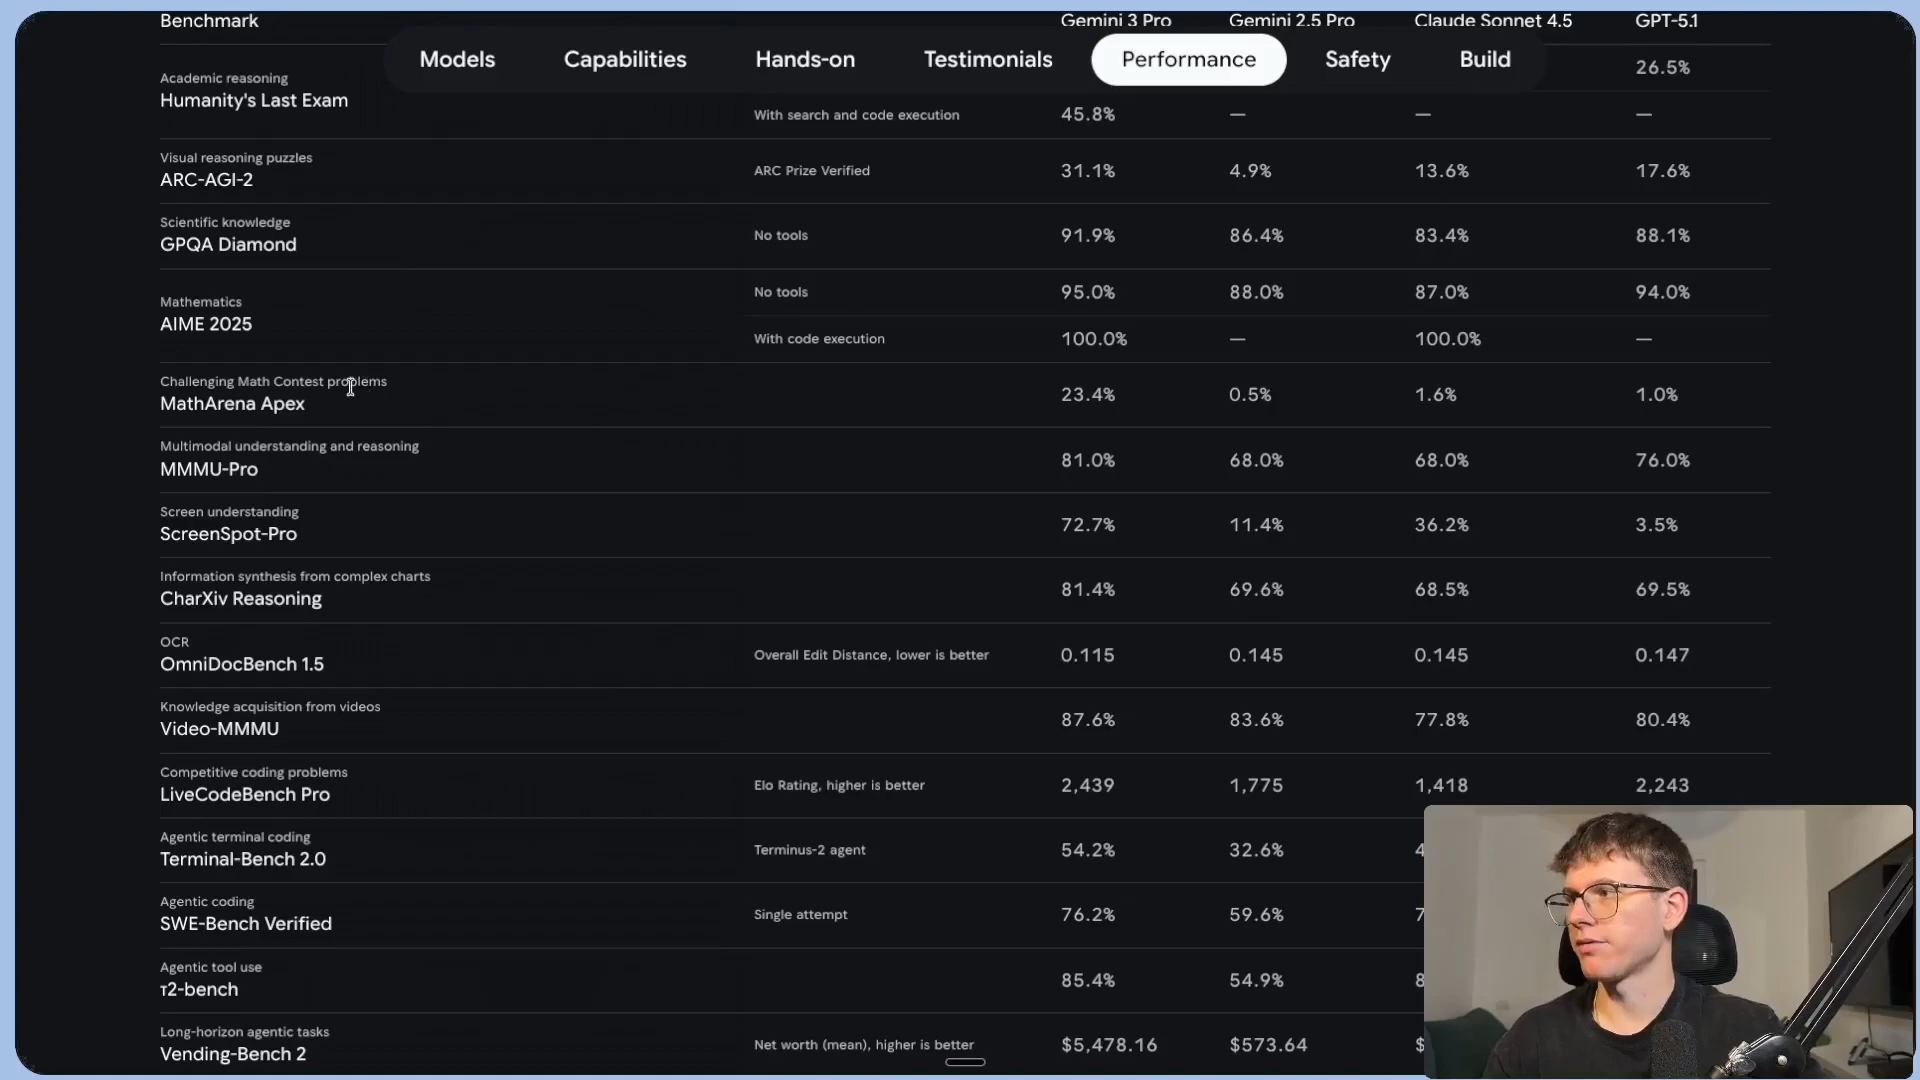 Benchmark Gemini 3 Pro Gemini 2.5 Pro Claude Sonnet 4.5 GPT-5.1
Models Capabilities Hands-on Testimonials Performance Safety Build
Academic reasoning
Humanity's Last Exam
26.5%
With search and code execution 45.8% — — —
Visual reasoning puzzles
ARC-AGI-2
ARC Prize Verified 31.1% 4.9% 13.6% 17.6%
Scientific knowledge
GPQA Diamond
No tools 91.9% 86.4% 83.4% 88.1%
Mathematics
AIME 2025
No tools 95.0% 88.0% 87.0% 94.0%
With code execution 100.0% — 100.0% —
Challenging Math Contest problems
MathArena Apex
23.4% 0.5% 1.6% 1.0%
Multimodal understanding and reasoning
MMMU-Pro
81.0% 68.0% 68.0% 76.0%
Screen understanding
ScreenSpot-Pro
72.7% 11.4% 36.2% 3.5%
Information synthesis from complex charts
CharXiv Reasoning
81.4% 69.6% 68.5% 69.5%
OCR
OmniDocBench 1.5
Overall Edit Distance, lower is better 0.115 0.145 0.145 0.147
Knowledge acquisition from videos
Video-MMMU
87.6% 83.6% 77.8% 80.4%
Competitive coding problems
LiveCodeBench Pro
Elo Rating, higher is better 2,439 1,775 1,418 2,243
Agentic terminal coding
Terminal-Bench 2.0
Terminus-2 agent 54.2% 32.6% 4
Agentic coding
SWE-Bench Verified
Single attempt 76.2% 59.6% 7
Agentic tool use
τ2-bench
85.4% 54.9% 8
Long-horizon agentic tasks
Vending-Bench 2
Net worth (mean), higher is better $5,478.16 $573.64 $